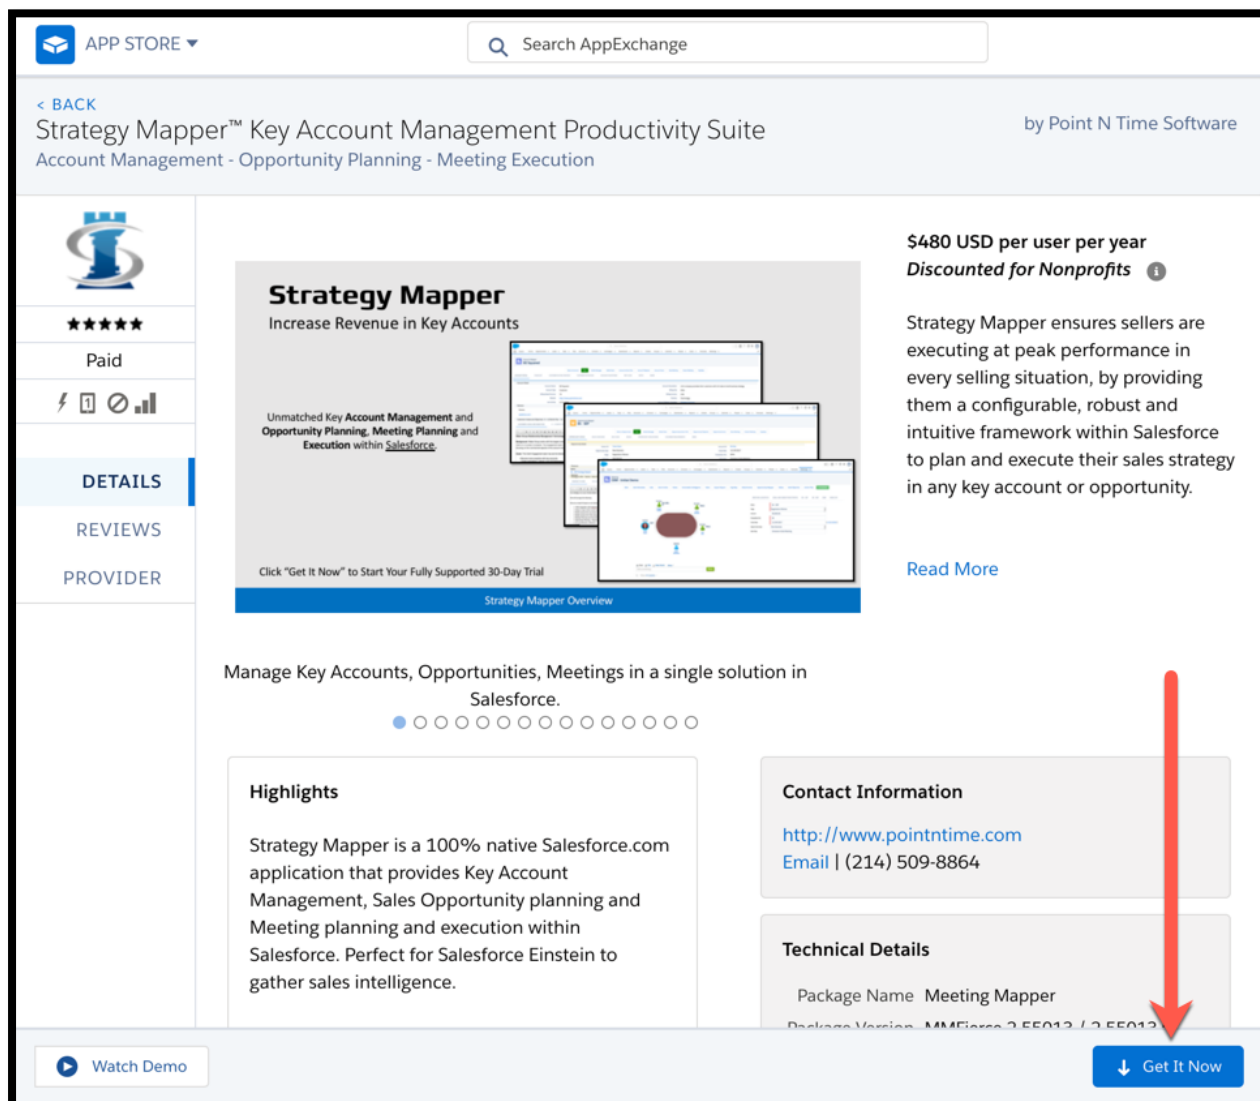 APP STORE
Search AppExchange
< BACK
Strategy Mapper™ Key Account Management Productivity Suite
by Point N Time Software
Account Management - Opportunity Planning - Meeting Execution
Paid
DETAILS
REVIEWS
PROVIDER
Strategy Mapper
Increase Revenue in Key Accounts
Unmatched Key Account Management and
Opportunity Planning, Meeting Planning and
Execution within Salesforce.
Click "Get It Now" to Start Your Fully Supported 30-Day Trial
Strategy Mapper Overview
Manage Key Accounts, Opportunities, Meetings in a single solution in
Salesforce.
$480 USD per user per year
Discounted for Nonprofits
Strategy Mapper ensures sellers are
executing at peak performance in
every selling situation, by providing
them a configurable, robust and
intuitive framework within Salesforce
to plan and execute their sales strategy
in any key account or opportunity.
Read More
Highlights
Strategy Mapper is a 100% native Salesforce.com
application that provides Key Account
Management, Sales Opportunity planning and
Meeting planning and execution within
Salesforce. Perfect for Salesforce Einstein to
gather sales intelligence.
Contact Information
http://www.pointntime.com
Email | (214) 509-8864
Technical Details
Package Name Meeting Mapper
Package Version MMFierce 2.55013 / 2.55013
Watch Demo
Get It Now